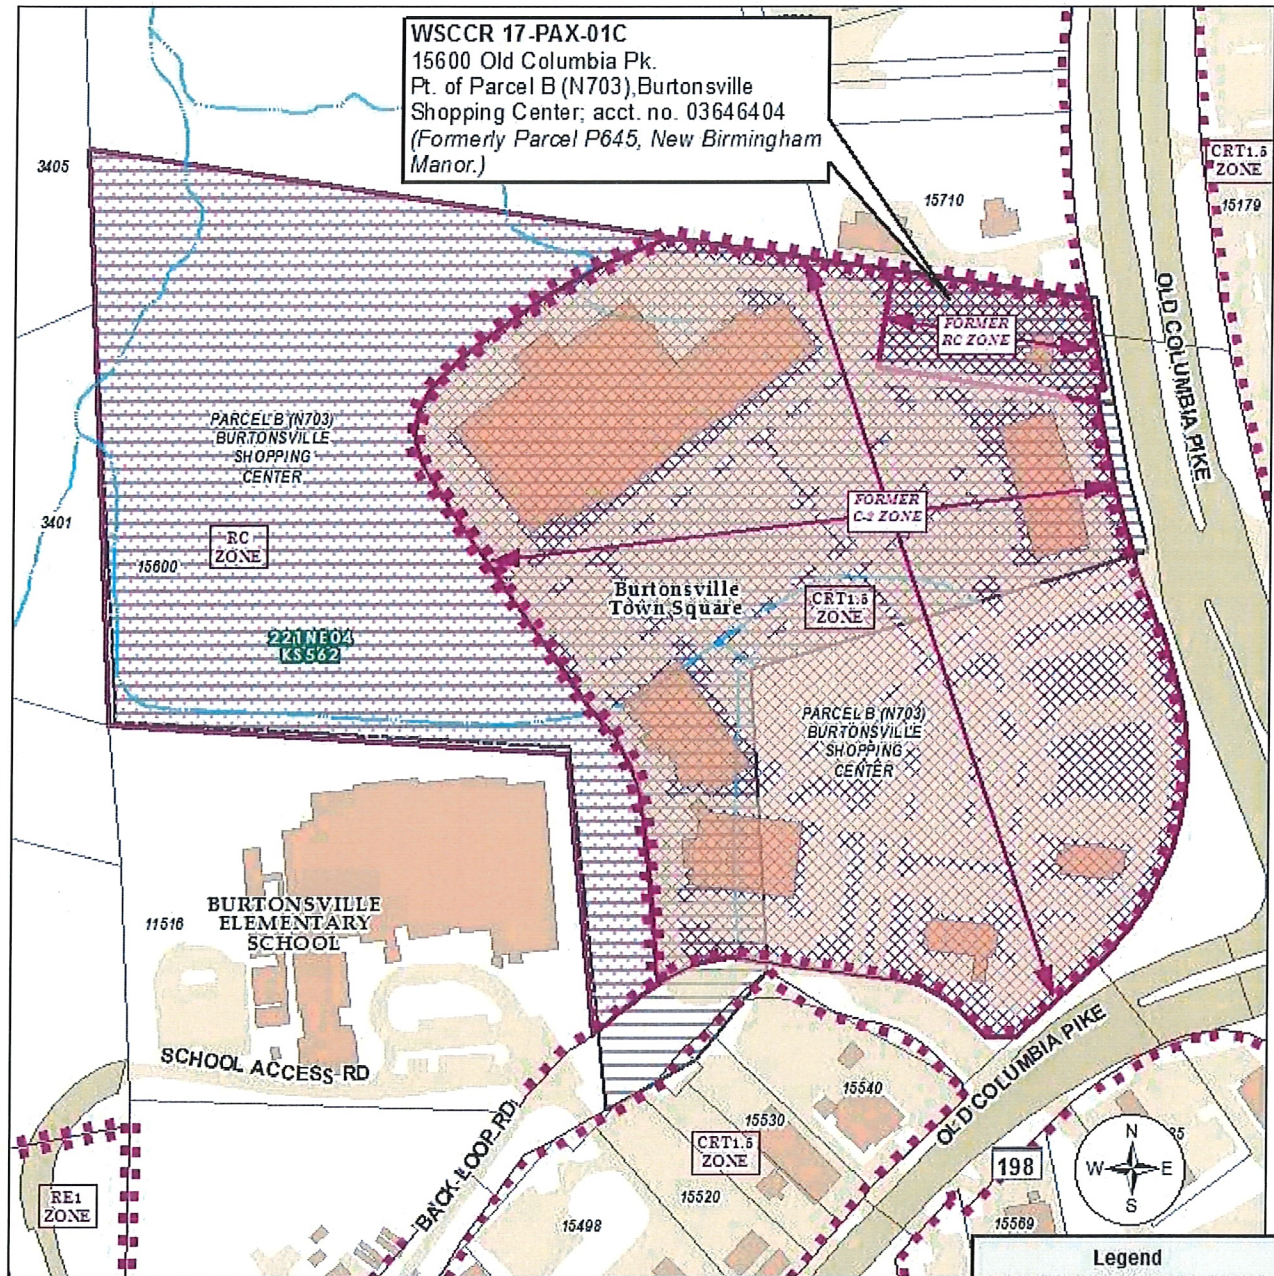 WSCCR 17-PAX-01C
15600 Old Columbia Pk.
Pt. of Parcel B (N703),Burtonsville
Shopping Center; acct. no. 03646404
(Formerly Parcel P645, New Birmingham
Manor.)
3405
15710
CRT1.5
ZONE
15179
OLD COLUMBIA PIKE
FORMER
RC ZONE
PARCEL B (N703)
BURTONSVILLE
SHOPPING
CENTER
FORMER
C-2 ZONE
3401
RC
ZONE
15600
Burtonsville
Town Square
CRT1.5
ZONE
221NE04
KS562
PARCEL B (N703)
BURTONSVILLE
SHOPPING
CENTER
BURTONSVILLE
ELEMENTARY
SCHOOL
11516
SCHOOL ACCESS RD
BACK-LOOP RD
OLD COLUMBIA PIKE
15540
15530
CRT1.5
ZONE
15520
15498
RE1
ZONE
198
N
W E
S
15569
Legend